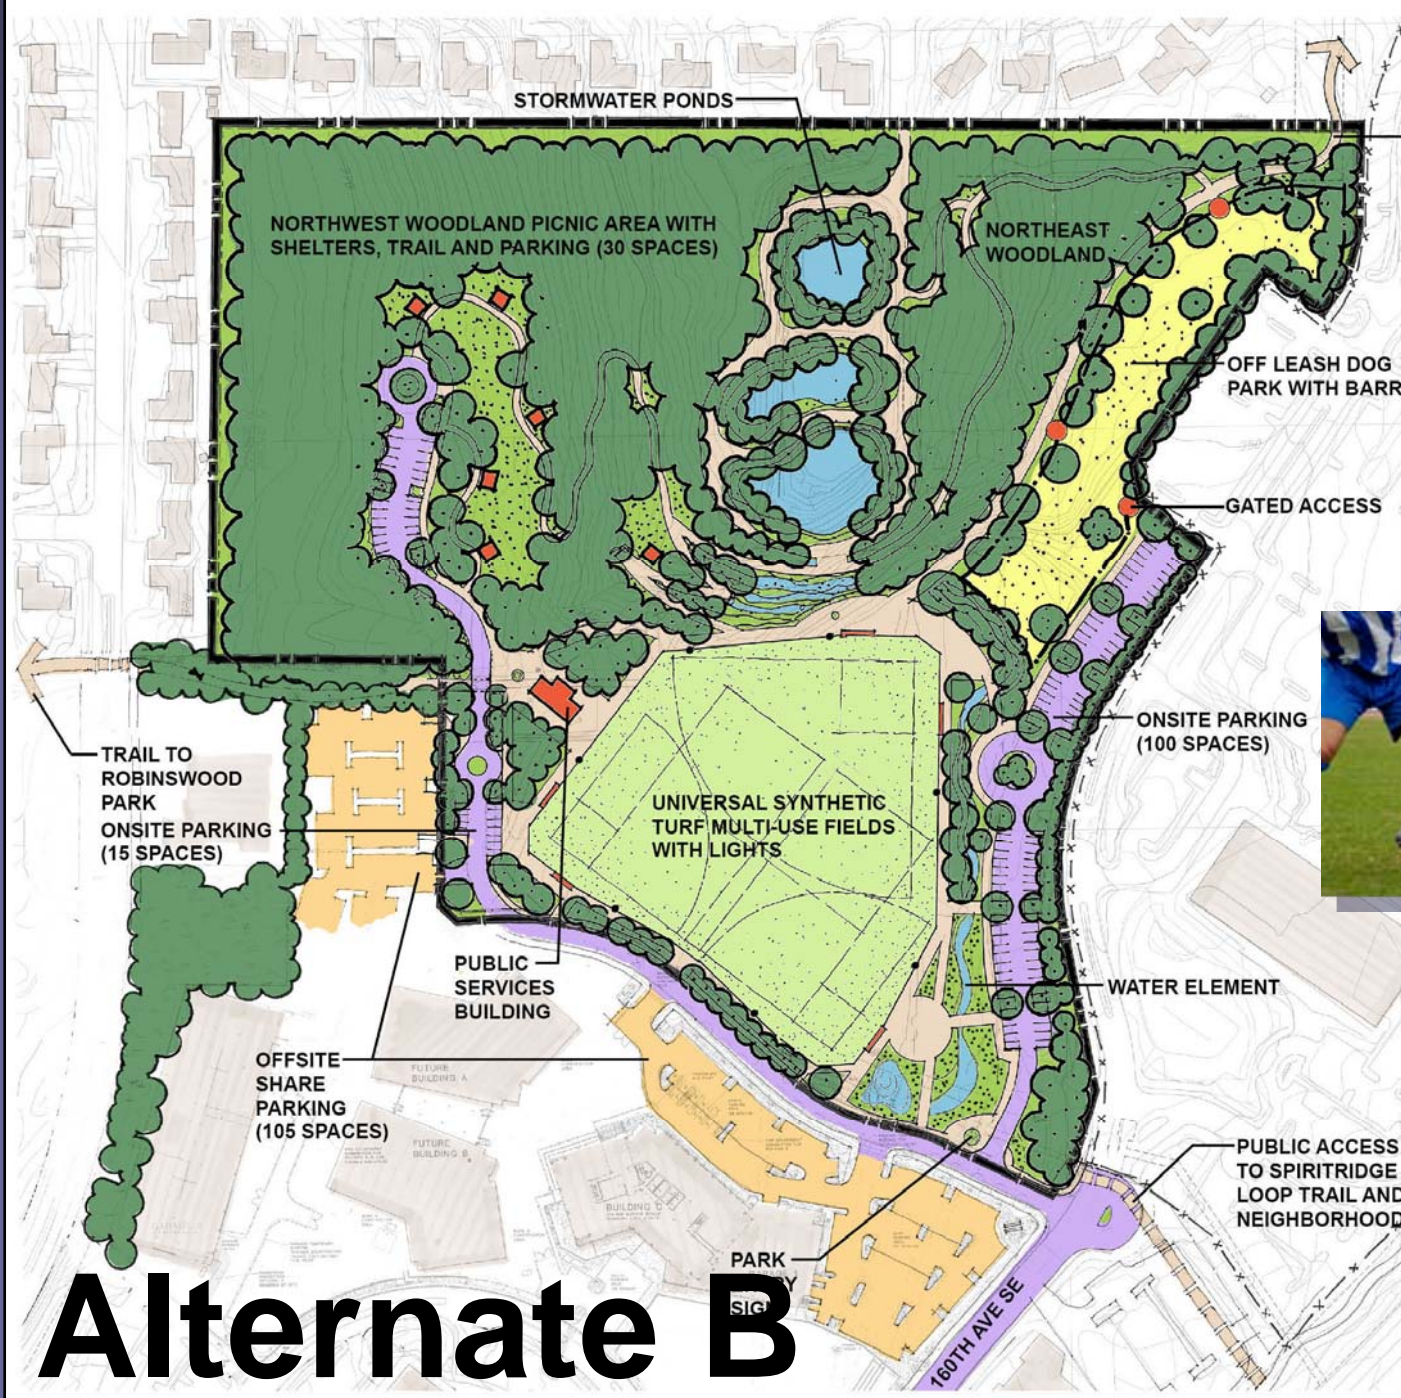 STORMWATER PONDS
NORTHWEST WOODLAND PICNIC AREA WITH
SHELTERS, TRAIL AND PARKING (30 SPACES)
NORTHEAST
WOODLAND
OFF LEASH DOG
PARK WITH BARR
GATED ACCESS
ONSITE PARKING
(100 SPACES)
TRAIL TO
ROBINSWOOD
PARK
ONSITE PARKING
(15 SPACES)
UNIVERSAL SYNTHETIC
TURF MULTI-USE FIELDS
WITH LIGHTS
PUBLIC
SERVICES
BUILDING
WATER ELEMENT
OFFSITE
SHARE
PARKING
(105 SPACES)
FUTURE
BUILDING A
FUTURE
BUILDING B
BUILDING C
PUBLIC ACCESS
TO SPIRITRIDGE
LOOP TRAIL AND
NEIGHBORHOOD
PARK
SIGN
160TH AVE SE
Alternate B